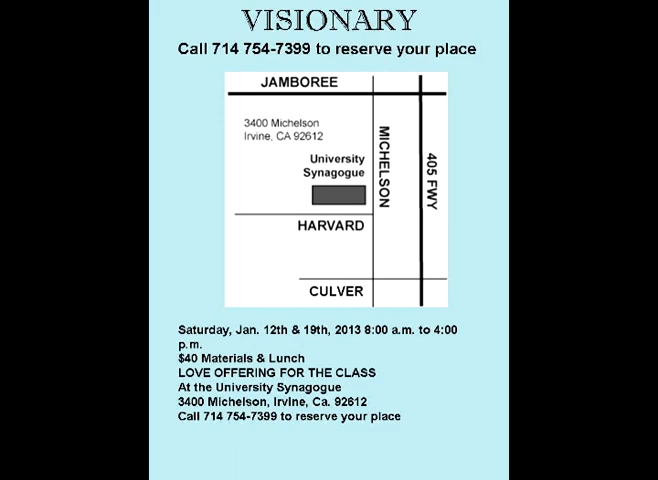 VISIONARY
Call 714 754-7399 to reserve your place
JAMBOREE
3400 Michelson
Irvine, CA 92612
University
Synagogue
MICHELSON
405 FWY
HARVARD
CULVER
Saturday, Jan. 12th & 19th, 2013 8:00 a.m. to 4:00
p.m.
$40 Materials & Lunch
LOVE OFFERING FOR THE CLASS
At the University Synagogue
3400 Michelson, Irvine, Ca. 92612
Call 714 754-7399 to reserve your place